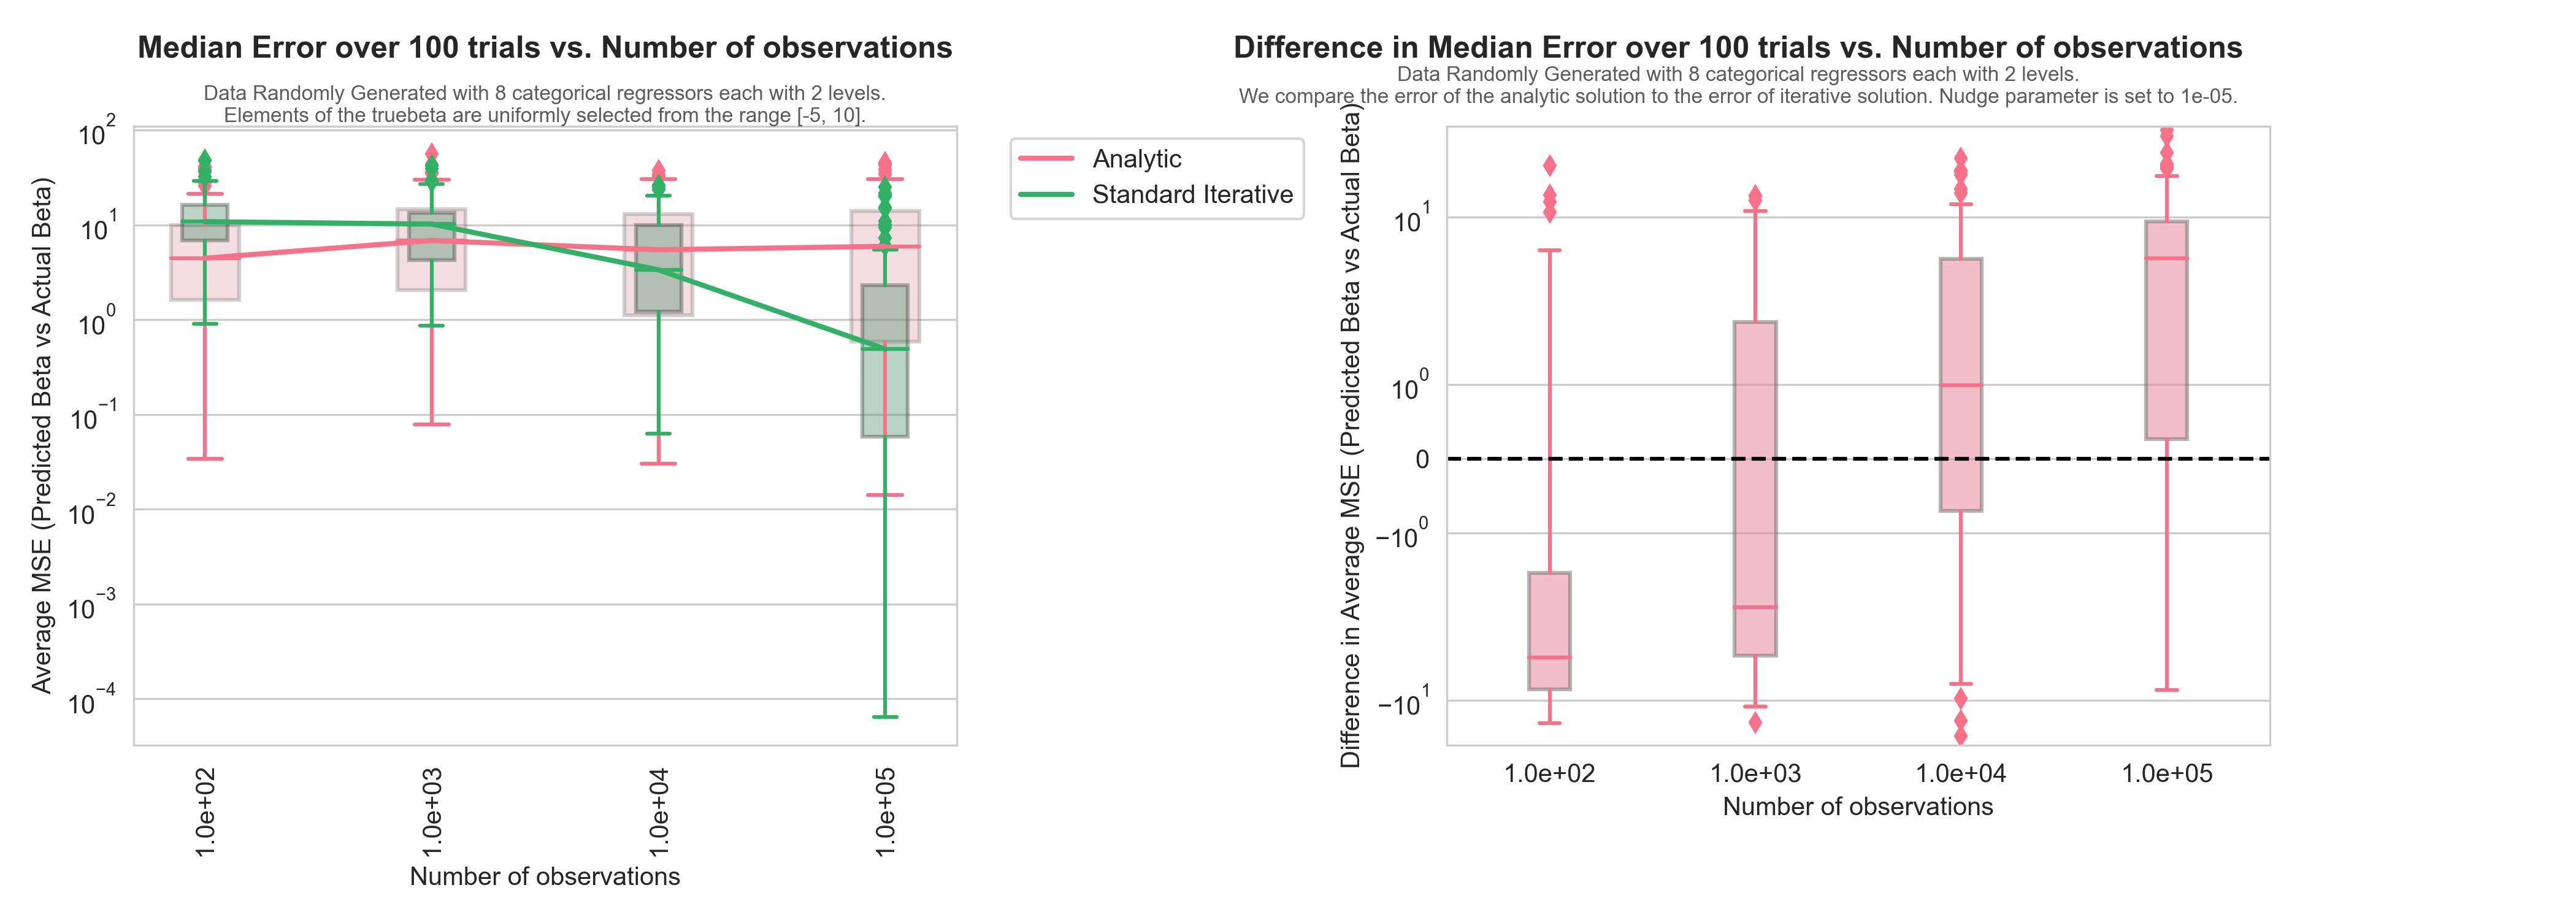 Median Error over 100 trials vs. Number of observations
Data Randomly Generated with 8 categorical regressors each with 2 levels.
Elements of the truebeta are uniformly selected from the range [-5, 10].
Average MSE (Predicted Beta vs Actual Beta)
10^2
10^1
10^0
10^−1
10^−2
10^−3
10^−4
1.0e+02
1.0e+03
1.0e+04
1.0e+05
Number of observations
Analytic
Standard Iterative
Difference in Median Error over 100 trials vs. Number of observations
Data Randomly Generated with 8 categorical regressors each with 2 levels.
We compare the error of the analytic solution to the error of iterative solution. Nudge parameter is set to 1e-05.
Difference in Average MSE (Predicted Beta vs Actual Beta)
10^1
10^0
0
−10^0
−10^1
1.0e+02
1.0e+03
1.0e+04
1.0e+05
Number of observations